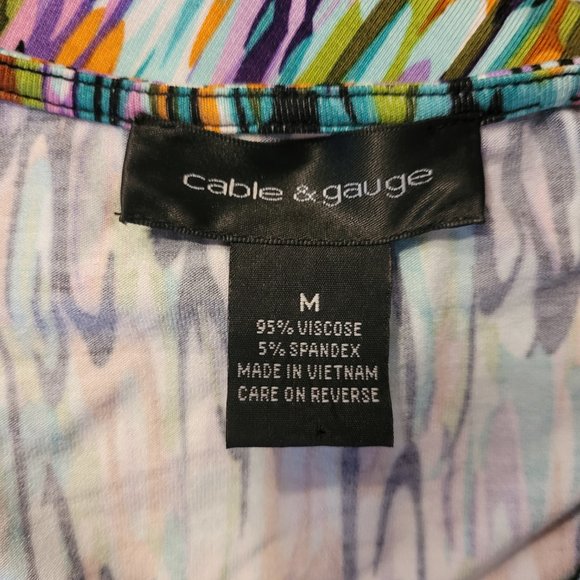 cable & gauge
M
95% VISCOSE
5% SPANDEX
MADE IN VIETNAM
CARE ON REVERSE